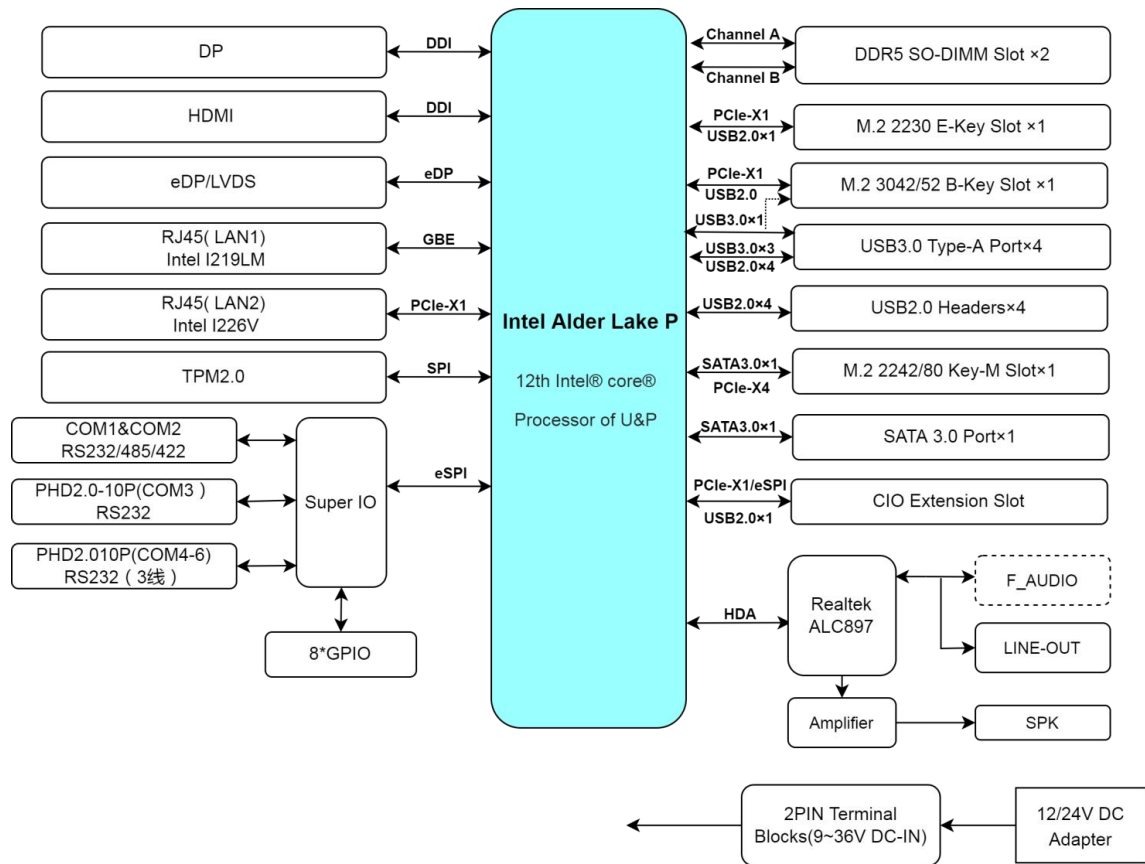 DP
DDI
HDMI
DDI
eDP/LVDS
eDP
RJ45( LAN1)
Intel I219LM
GBE
RJ45( LAN2)
Intel I226V
PCIe-X1
TPM2.0
SPI
COM1&COM2
RS232/485/422
PHD2.0-10P(COM3 )
RS232
PHD2.010P(COM4-6)
RS232（3线）
Super IO
eSPI
8*GPIO
Intel Alder Lake P
12th Intel® core®
Processor of U&P
Channel A
Channel B
DDR5 SO-DIMM Slot ×2
PCIe-X1
USB2.0×1
M.2 2230 E-Key Slot ×1
PCIe-X1
USB2.0
M.2 3042/52 B-Key Slot ×1
USB3.0×1
USB3.0×3
USB2.0×4
USB3.0 Type-A Port×4
USB2.0×4
USB2.0 Headers×4
SATA3.0×1
PCIe-X4
M.2 2242/80 Key-M Slot×1
SATA3.0×1
SATA 3.0 Port×1
PCIe-X1/eSPI
USB2.0×1
CIO Extension Slot
HDA
Realtek
ALC897
F_AUDIO
LINE-OUT
Amplifier
SPK
2PIN Terminal
Blocks(9~36V DC-IN)
12/24V DC
Adapter